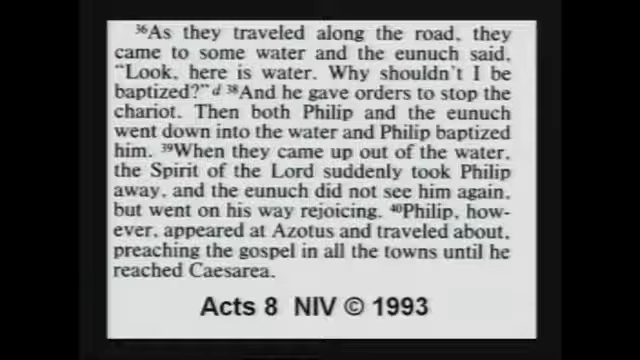 ³⁶As they traveled along the road, they
came to some water and the eunuch said,
"Look, here is water. Why shouldn't I be
baptized?"d ³⁸And he gave orders to stop the
chariot. Then both Philip and the eunuch
went down into the water and Philip baptized
him. ³⁹When they came up out of the water,
the Spirit of the Lord suddenly took Philip
away, and the eunuch did not see him again,
but went on his way rejoicing. ⁴⁰Philip, how-
ever, appeared at Azotus and traveled about,
preaching the gospel in all the towns until he
reached Caesarea.
Acts 8 NIV © 1993